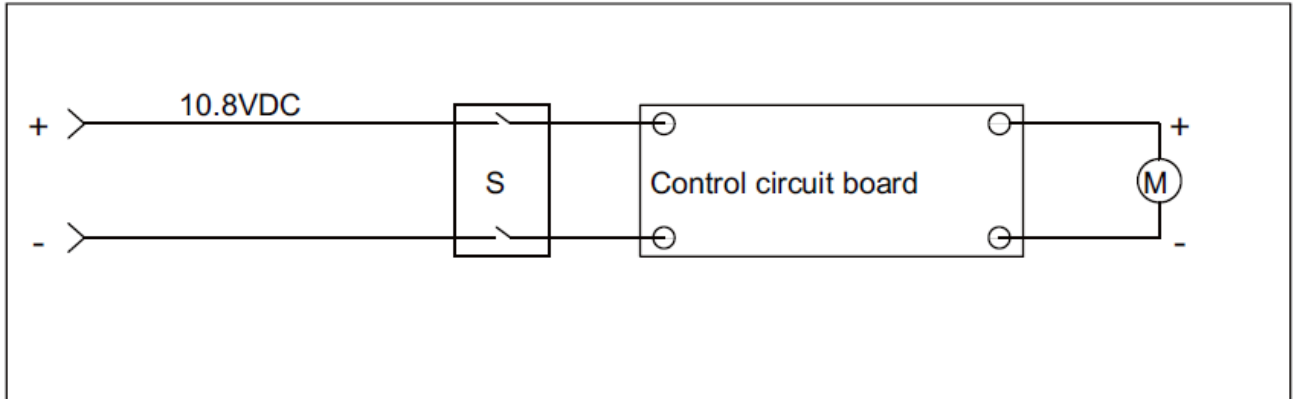 10.8VDC
+ +
S Control circuit board M
- -